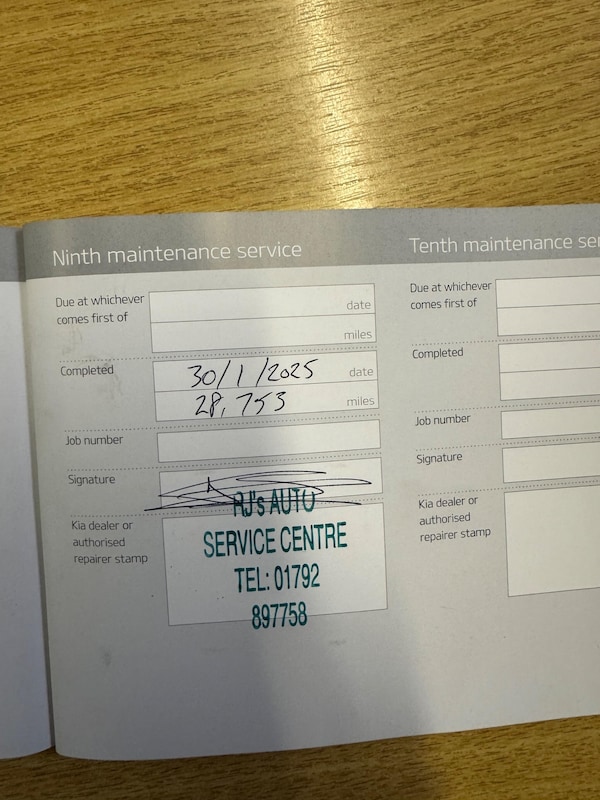 Ninth maintenance service
Due at whichever
comes first of
date
miles
Completed
30/1/2025 date
28,753 miles
Job number
Signature
Kia dealer or
authorised
repairer stamp
RJ's AUTO
SERVICE CENTRE
TEL: 01792
897758
Tenth maintenance ser
Due at whichever
comes first of
Completed
Job number
Signature
Kia dealer or
authorised
repairer stamp